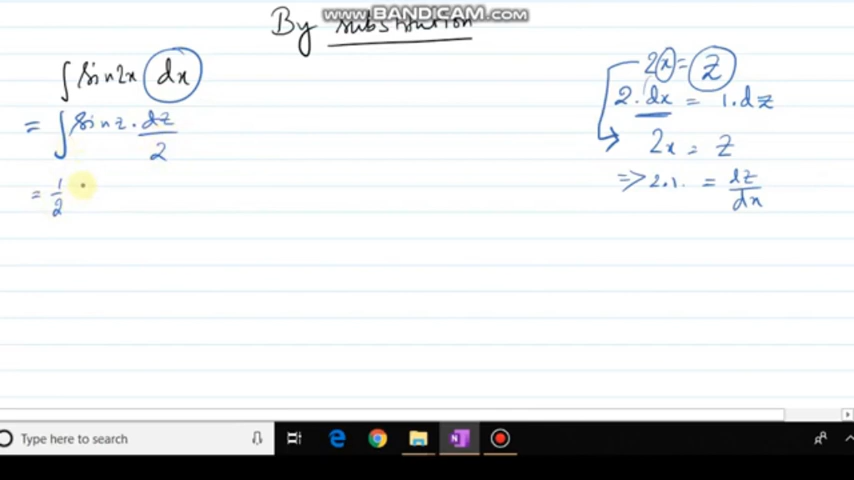 www.BANDICAM.com
By substitution
∫ sin2x dx
= ∫ sin z . dz/2
= 1/2
2x = z
2 . dx = 1 . dz
2x = z
=> 2.1. = dz/dx
Type here to search